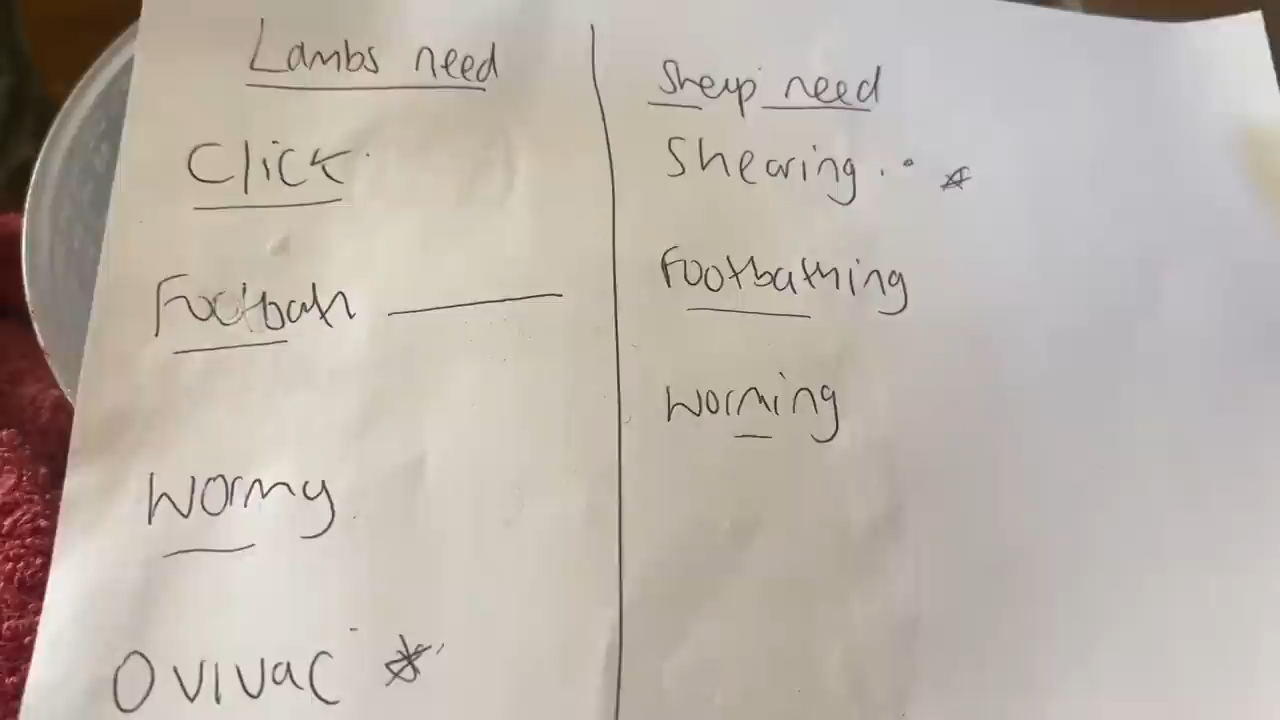 Lambs need
Click
Footbath
Wormy
Ovivac *
Sheep need
Shearing . . *
Footbathing
Worming